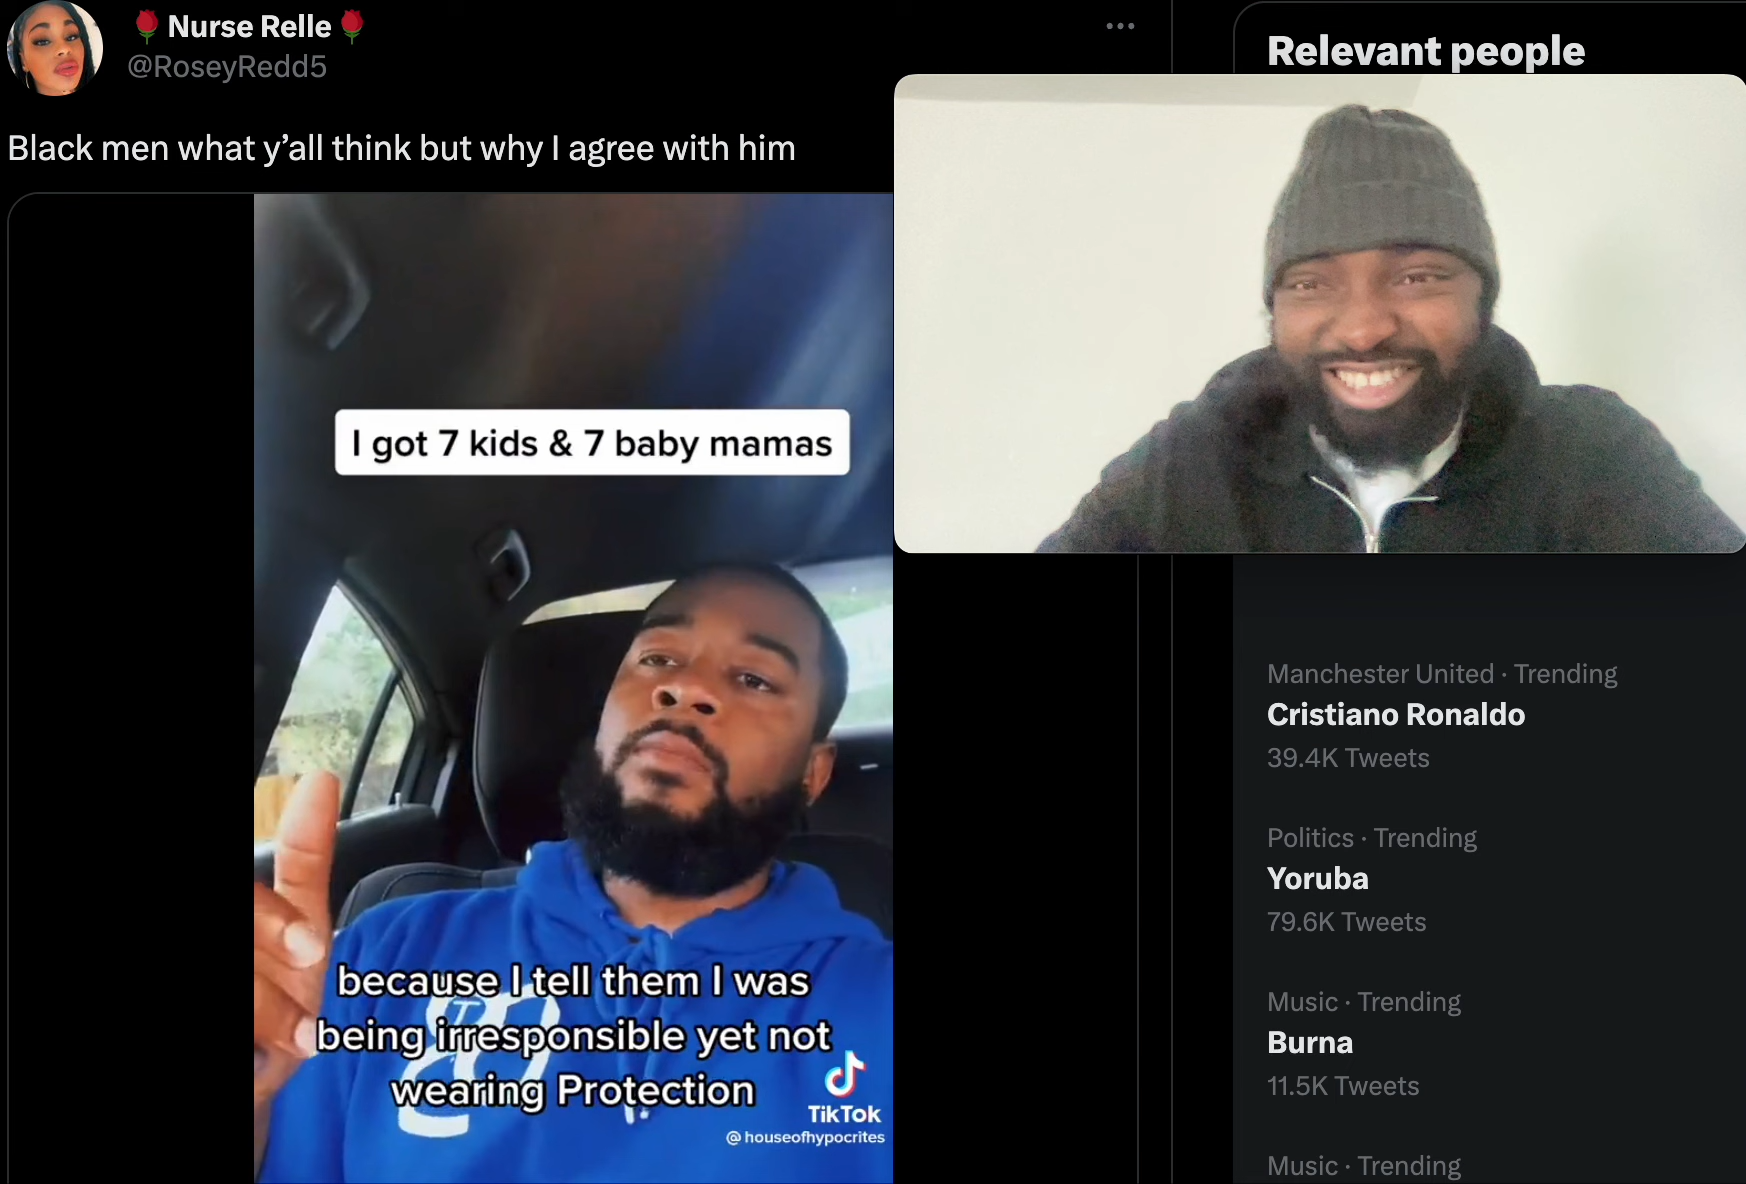 🌹 Nurse Relle 🌹
@RoseyRedd5
Black men what y’all think but why I agree with him
I got 7 kids & 7 baby mamas
because I tell them I was
being irresponsible yet not
wearing Protection
TikTok
@houseofhypocrites
Relevant people
Manchester United · Trending
Cristiano Ronaldo
39.4K Tweets
Politics · Trending
Yoruba
79.6K Tweets
Music · Trending
Burna
11.5K Tweets
Music · Trending